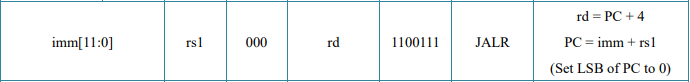 imm[11:0] rs1 000 rd 1100111 JALR
rd = PC + 4
PC = imm + rs1
(Set LSB of PC to 0)